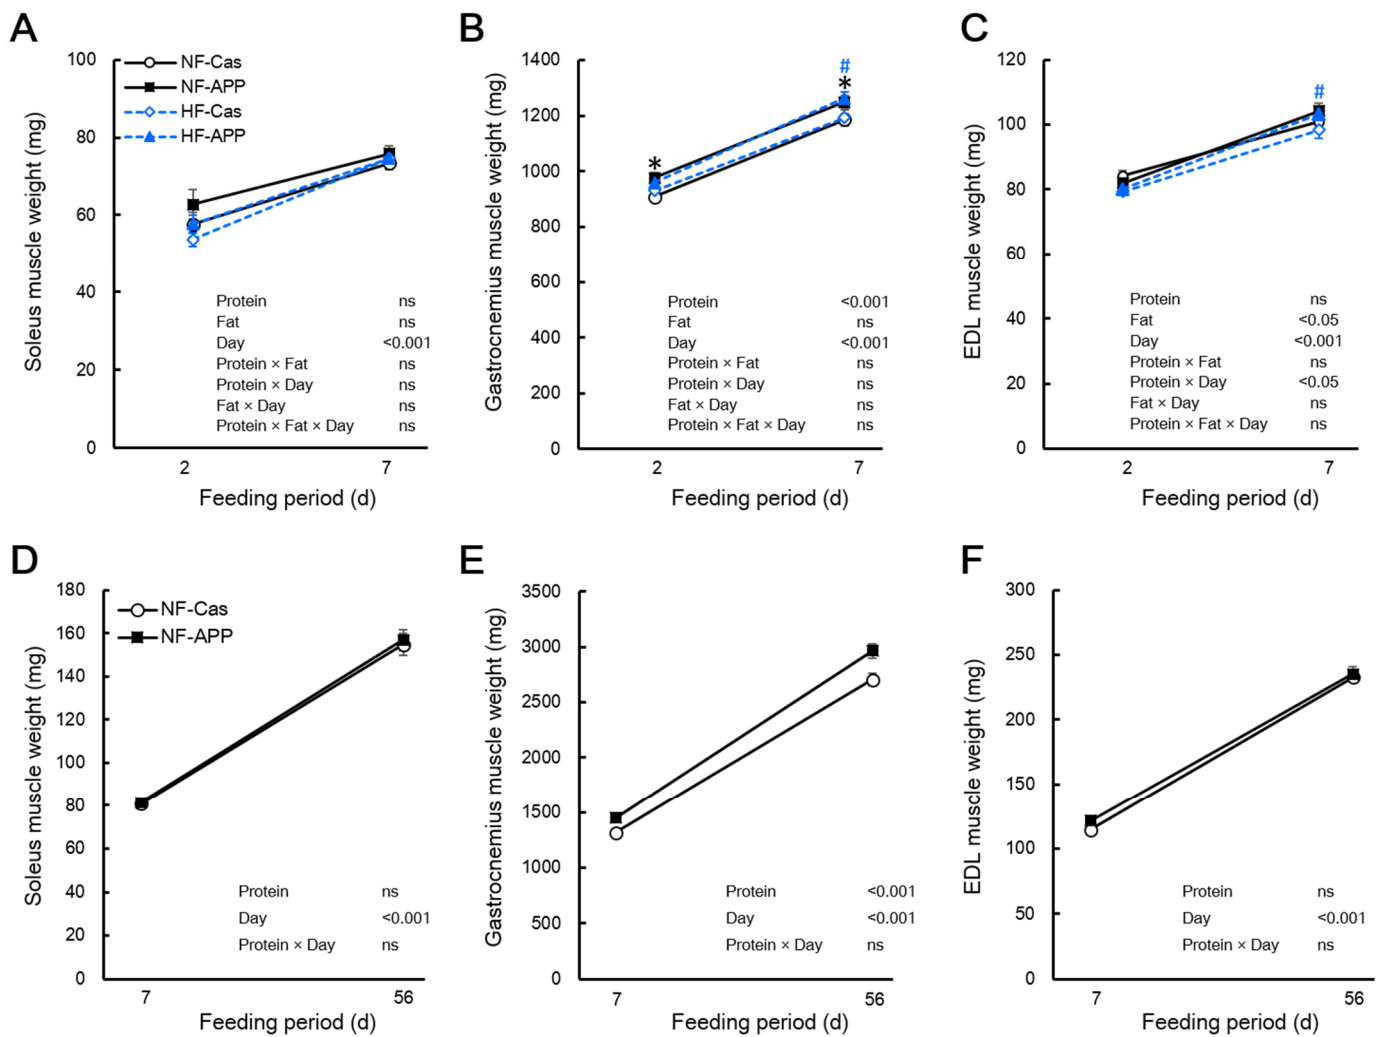 A
Soleus muscle weight (mg)
100
80
60
40
20
0
NF-Cas
NF-APP
HF-Cas
HF-APP
Protein ns
Fat ns
Day <0.001
Protein × Fat ns
Protein × Day ns
Fat × Day ns
Protein × Fat × Day ns
2 7
Feeding period (d)
B
Gastrocnemius muscle weight (mg)
1400
1200
1000
800
600
400
200
0
#
*
*
Protein <0.001
Fat ns
Day <0.001
Protein × Fat ns
Protein × Day ns
Fat × Day ns
Protein × Fat × Day ns
2 7
Feeding period (d)
C
EDL muscle weight (mg)
120
100
80
60
40
20
0
#
Protein ns
Fat <0.05
Day <0.001
Protein × Fat ns
Protein × Day <0.05
Fat × Day ns
Protein × Fat × Day ns
2 7
Feeding period (d)
D
Soleus muscle weight (mg)
180
160
140
120
100
80
60
40
20
0
NF-Cas
NF-APP
Protein ns
Day <0.001
Protein × Day ns
7 56
Feeding period (d)
E
Gastrocnemius muscle weight (mg)
3500
3000
2500
2000
1500
1000
500
0
Protein <0.001
Day <0.001
Protein × Day ns
7 56
Feeding period (d)
F
EDL muscle weight (mg)
300
250
200
150
100
50
0
Protein ns
Day <0.001
Protein × Day ns
7 56
Feeding period (d)